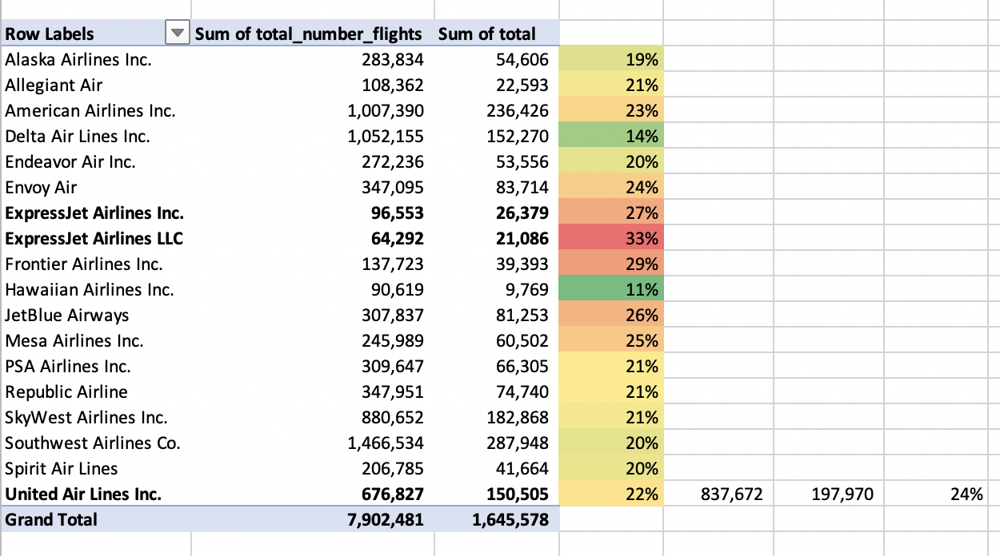 Row Labels Sum of total_number_flights Sum of total
Alaska Airlines Inc. 283,834 54,606 19%
Allegiant Air 108,362 22,593 21%
American Airlines Inc. 1,007,390 236,426 23%
Delta Air Lines Inc. 1,052,155 152,270 14%
Endeavor Air Inc. 272,236 53,556 20%
Envoy Air 347,095 83,714 24%
ExpressJet Airlines Inc. 96,553 26,379 27%
ExpressJet Airlines LLC 64,292 21,086 33%
Frontier Airlines Inc. 137,723 39,393 29%
Hawaiian Airlines Inc. 90,619 9,769 11%
JetBlue Airways 307,837 81,253 26%
Mesa Airlines Inc. 245,989 60,502 25%
PSA Airlines Inc. 309,647 66,305 21%
Republic Airline 347,951 74,740 21%
SkyWest Airlines Inc. 880,652 182,868 21%
Southwest Airlines Co. 1,466,534 287,948 20%
Spirit Air Lines 206,785 41,664 20%
United Air Lines Inc. 676,827 150,505 22% 837,672 197,970 24%
Grand Total 7,902,481 1,645,578